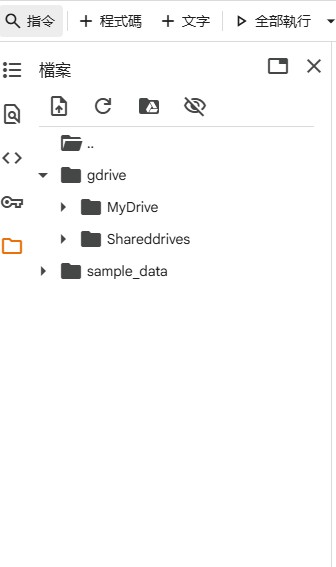 指令 + 程式碼 + 文字 全部執行
檔案
..
gdrive
MyDrive
Shareddrives
sample_data